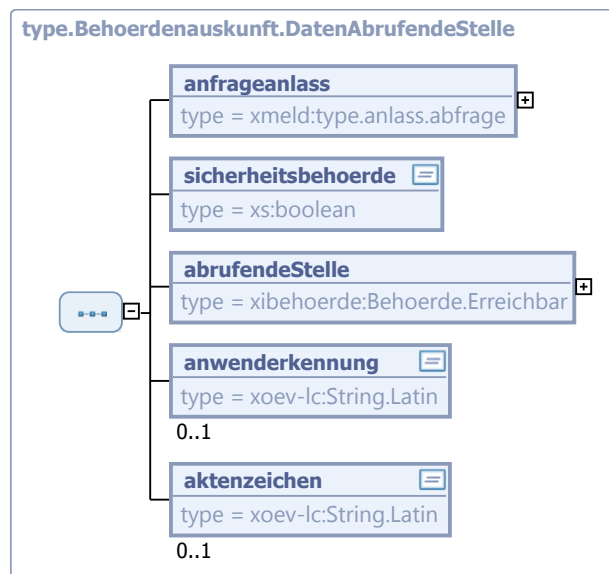 type.Behoerdenauskunft.DatenAbrufendeStelle
anfrageanlass
type = xmeld:type.anlass.abfrage
sicherheitsbehoerde
type = xs:boolean
abrufendeStelle
type = xibehoerde:Behoerde.Erreichbar
anwenderkennung
type = xoev-lc:String.Latin
0..1
aktenzeichen
type = xoev-lc:String.Latin
0..1